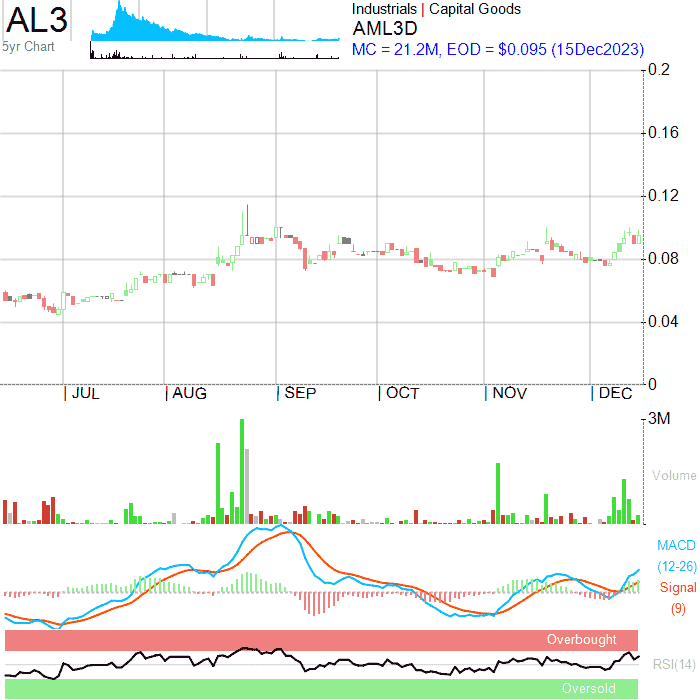 AL3
5yr Chart
Industrials | Capital Goods
AML3D
MC = 21.2M, EOD = $0.095 (15Dec2023)
0.2
0.16
0.12
0.08
0.04
0
| JUL
| AUG
| SEP
| OCT
| NOV
| DEC
3M
Volume
MACD
(12-26)
Signal
(9)
Overbought
RSI(14)
Oversold